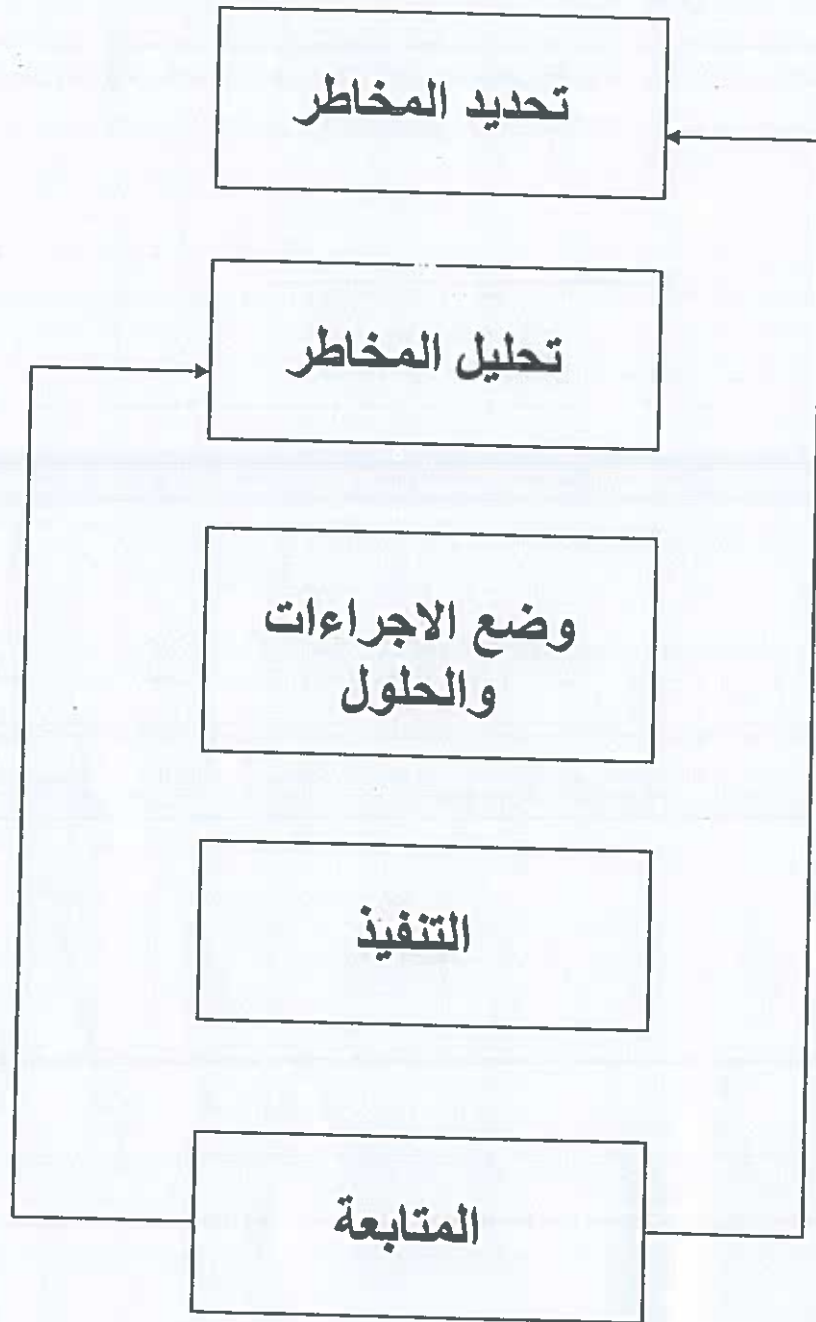 تحديد المخاطر
تحليل المخاطر
وضع الاجراءات
والحلول
التنفيذ
المتابعة